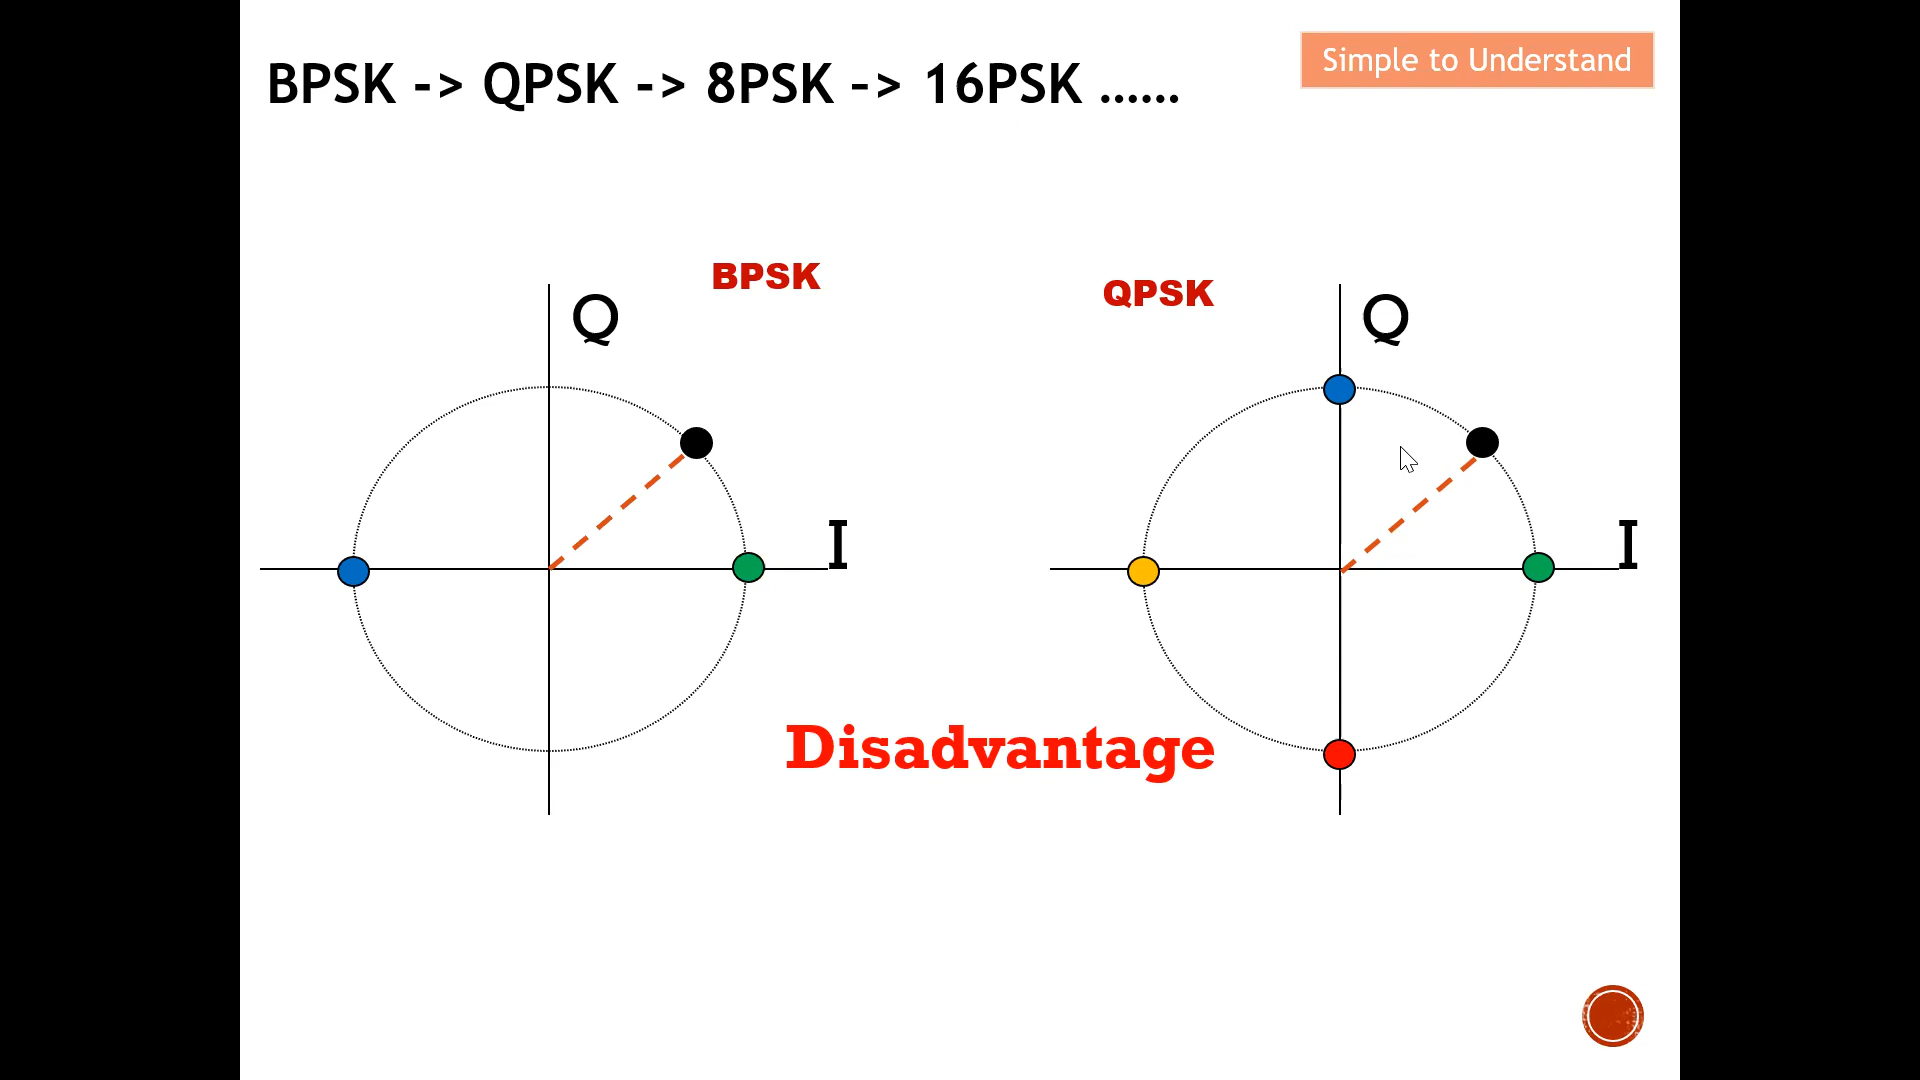 BPSK -> QPSK -> 8PSK -> 16PSK ......
Simple to Understand
BPSK
QPSK
Q
Q
I
I
Disadvantage